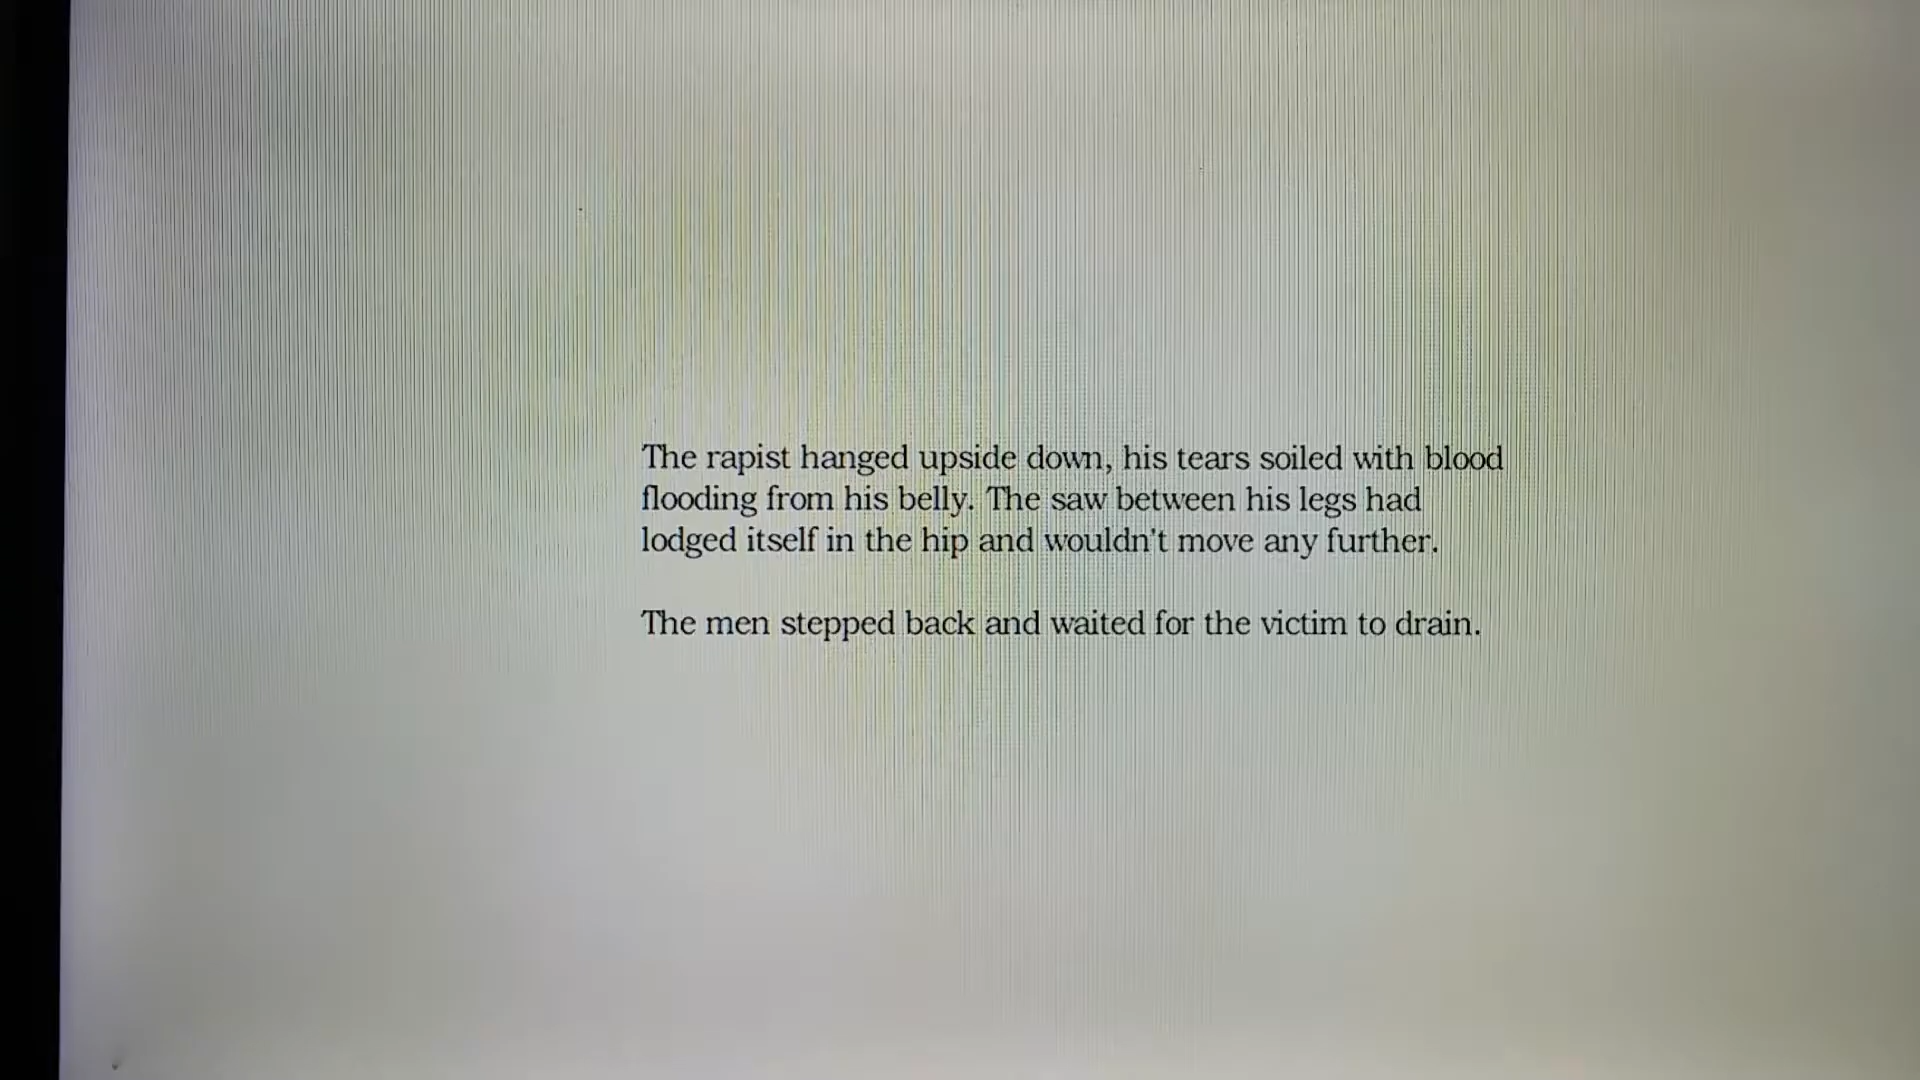 The rapist hanged upside down, his tears soiled with blood
flooding from his belly. The saw between his legs had
lodged itself in the hip and wouldn't move any further.
The men stepped back and waited for the victim to drain.